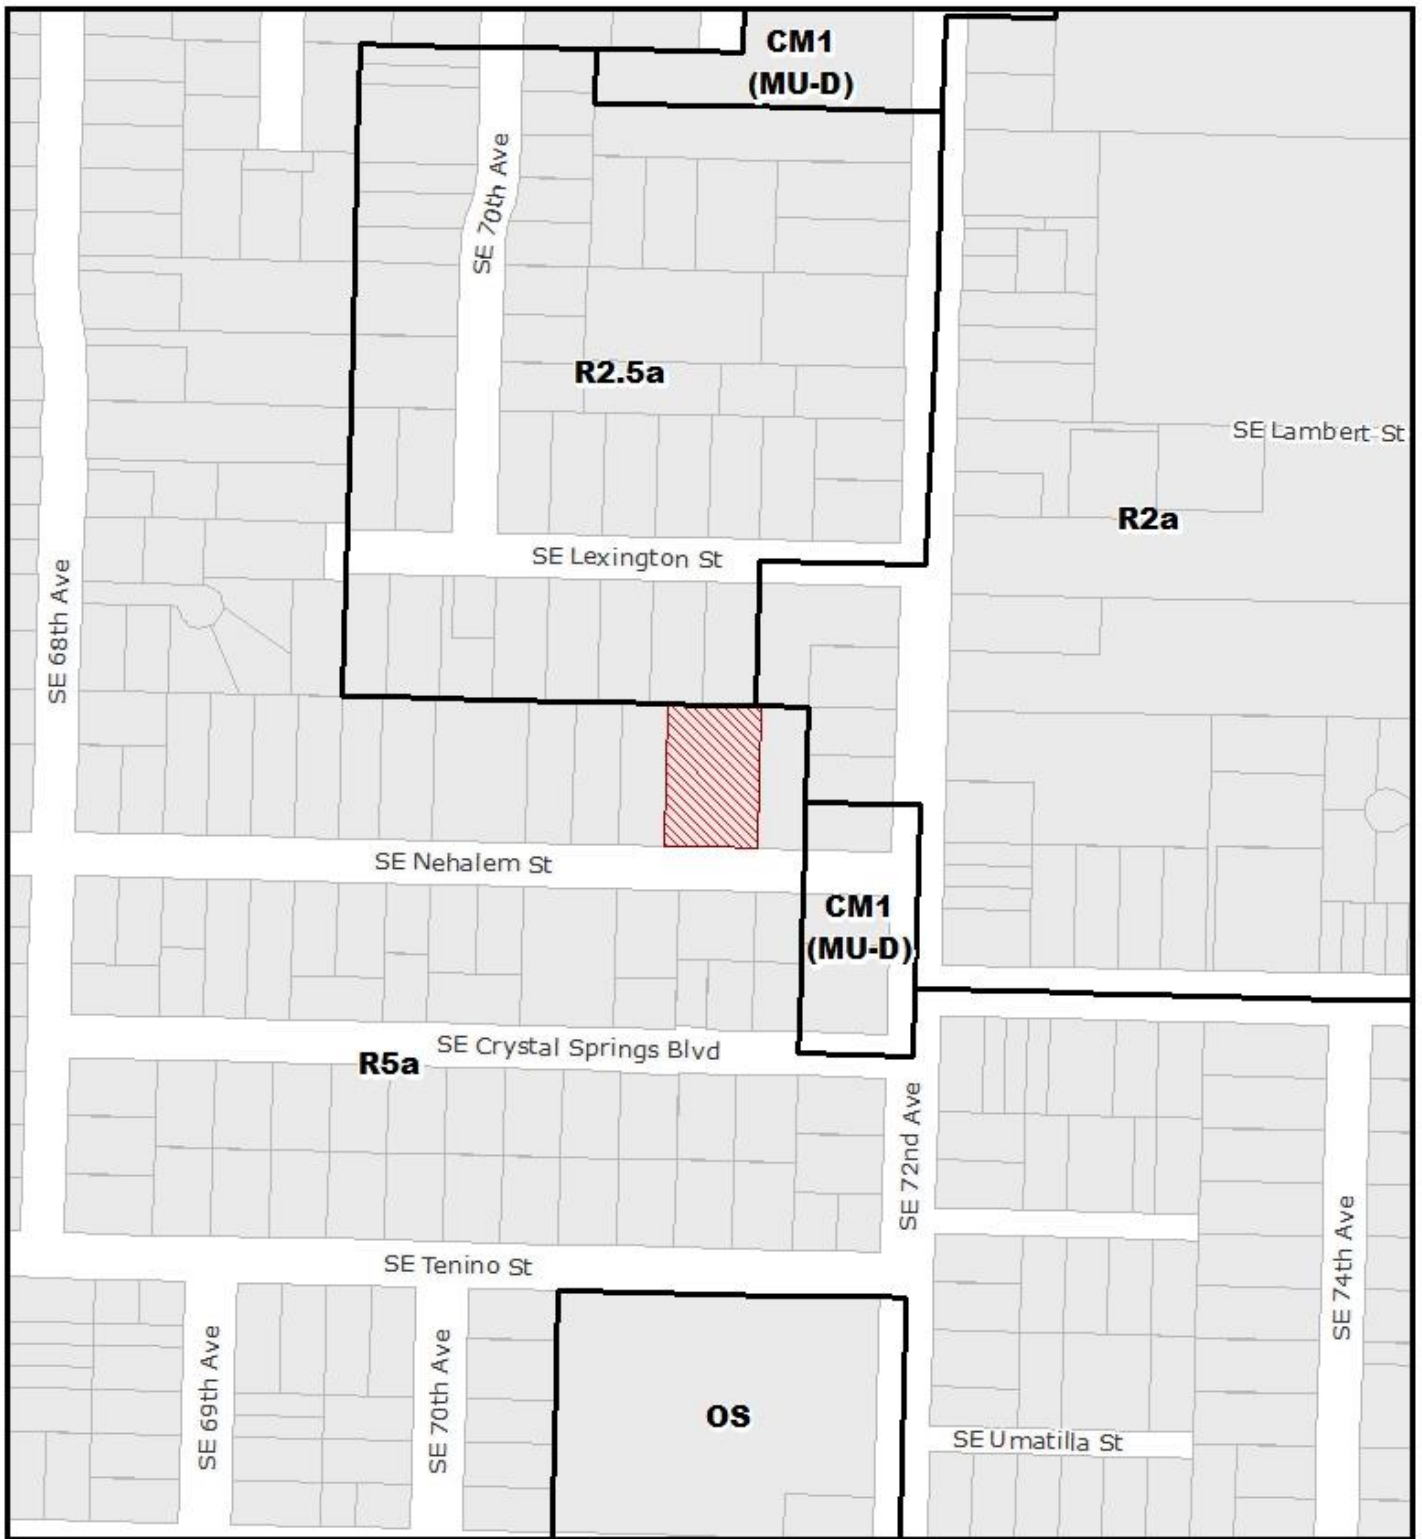 CM1
(MU-D)
SE 70th Ave
R2.5a
SE Lambert St
R2a
SE Lexington St
SE 68th Ave
SE Nehalem St
CM1
(MU-D)
SE Crystal Springs Blvd
R5a
SE 72nd Ave
SE Tenino St
SE 74th Ave
SE 69th Ave
SE 70th Ave
OS
SE Umatilla St